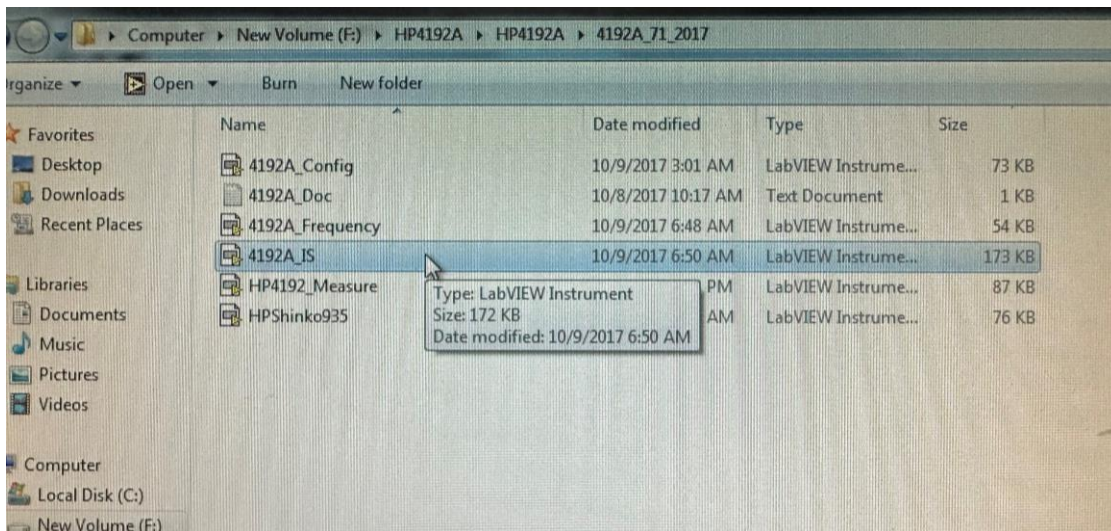 Computer ▸ New Volume (F:) ▸ HP4192A ▸ HP4192A ▸ 4192A_71_2017
rganize Open Burn New folder
Favorites
Desktop
Downloads
Recent Places
Libraries
Documents
Music
Pictures
Videos
Computer
Local Disk (C:)
New Volume (F:)
Name Date modified Type Size
4192A_Config 10/9/2017 3:01 AM LabVIEW Instrume... 73 KB
4192A_Doc 10/8/2017 10:17 AM Text Document 1 KB
4192A_Frequency 10/9/2017 6:48 AM LabVIEW Instrume... 54 KB
4192A_IS 10/9/2017 6:50 AM LabVIEW Instrume... 173 KB
HP4192_Measure PM LabVIEW Instrume... 87 KB
HPShinko935 AM LabVIEW Instrume... 76 KB
Type: LabVIEW Instrument
Size: 172 KB
Date modified: 10/9/2017 6:50 AM